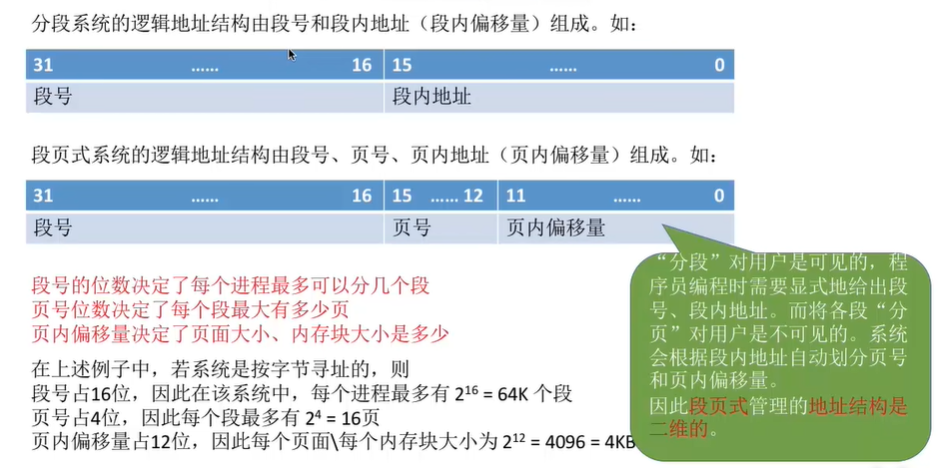 分段系统的逻辑地址结构由段号和段内地址（段内偏移量）组成。如：
31 …… 16 15 …… 0
段号 段内地址
段页式系统的逻辑地址结构由段号、页号、页内地址（页内偏移量）组成。如：
31 …… 16 15 …… 12 11 …… 0
段号 页号 页内偏移量
段号的位数决定了每个进程最多可以分几个段
页号位数决定了每个段最大有多少页
页内偏移量决定了页面大小、内存块大小是多少
在上述例子中，若系统是按字节寻址的，则
段号占16位，因此在该系统中，每个进程最多有 2¹⁶ = 64K 个段
页号占4位，因此每个段最多有 2⁴ = 16页
页内偏移量占12位，因此每个页面\每个内存块大小为 2¹² = 4096 = 4KB
“分段”对用户是可见的，程
序员编程时需要显式地给出段
号、段内地址。而将各段“分
页”对用户是不可见的。系统
会根据段内地址自动划分页号
和页内偏移量。
因此段页式管理的地址结构是
二维的。